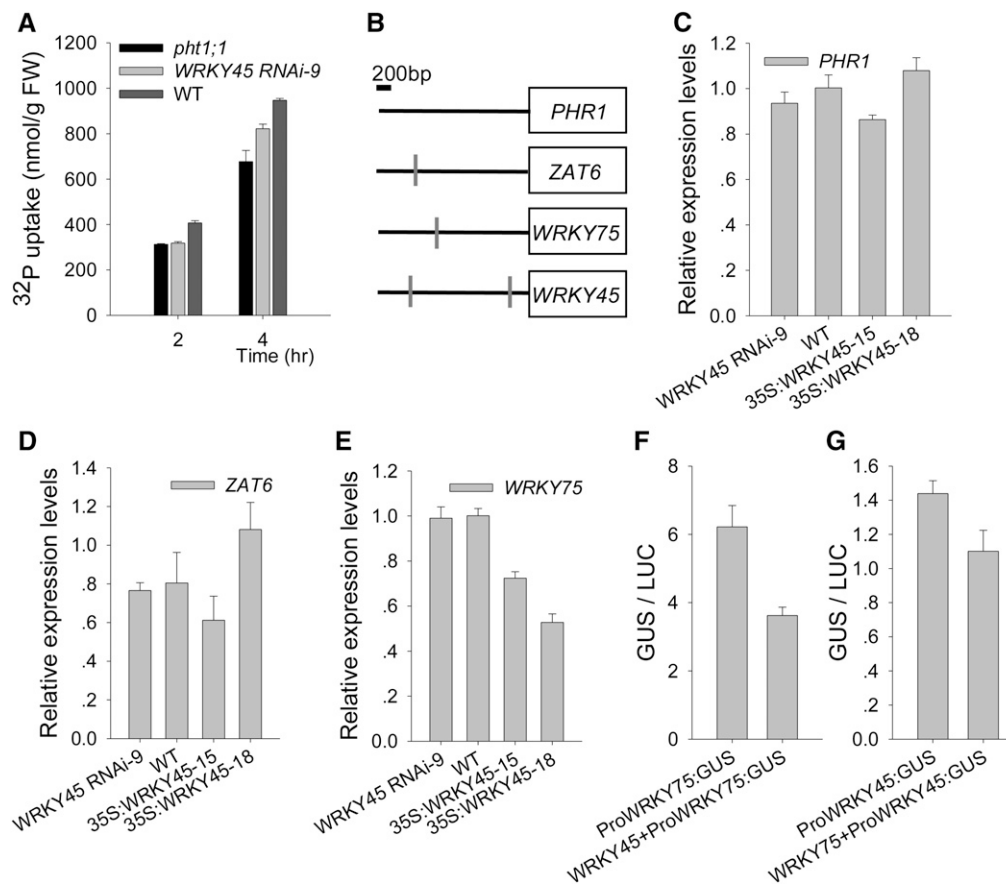 A
1200
1000
800
600
400
200
0
32P uptake (nmol/g FW)
pht1;1
WRKY45 RNAi-9
WT
2
4
Time (hr)
B
200bp
PHR1
ZAT6
WRKY75
WRKY45
C
1.2
1.0
.8
.6
.4
.2
0.0
Relative expression levels
PHR1
WRKY45 RNAi-9
WT
35S:WRKY45-15
35S:WRKY45-18
D
1.4
1.2
1.0
.8
.6
.4
.2
0.0
Relative expression levels
ZAT6
WRKY45 RNAi-9
WT
35S:WRKY45-15
35S:WRKY45-18
E
1.2
1.0
.8
.6
.4
.2
0.0
Relative expression levels
WRKY75
WRKY45 RNAi-9
WT
35S:WRKY45-15
35S:WRKY45-18
F
8
6
4
2
0
GUS / LUC
ProWRKY75:GUS
WRKY45+ProWRKY75:GUS
G
1.6
1.4
1.2
1.0
.8
.6
.4
.2
0.0
GUS / LUC
ProWRKY45:GUS
WRKY75+ProWRKY45:GUS